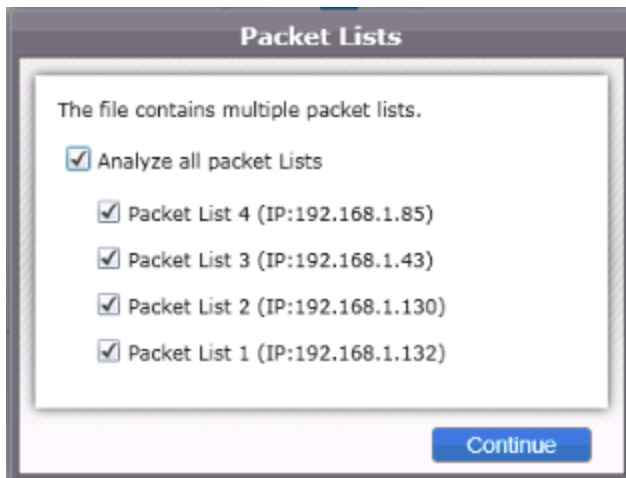 Packet Lists
The file contains multiple packet lists.
Analyze all packet Lists
Packet List 4 (IP:192.168.1.85)
Packet List 3 (IP:192.168.1.43)
Packet List 2 (IP:192.168.1.130)
Packet List 1 (IP:192.168.1.132)
Continue